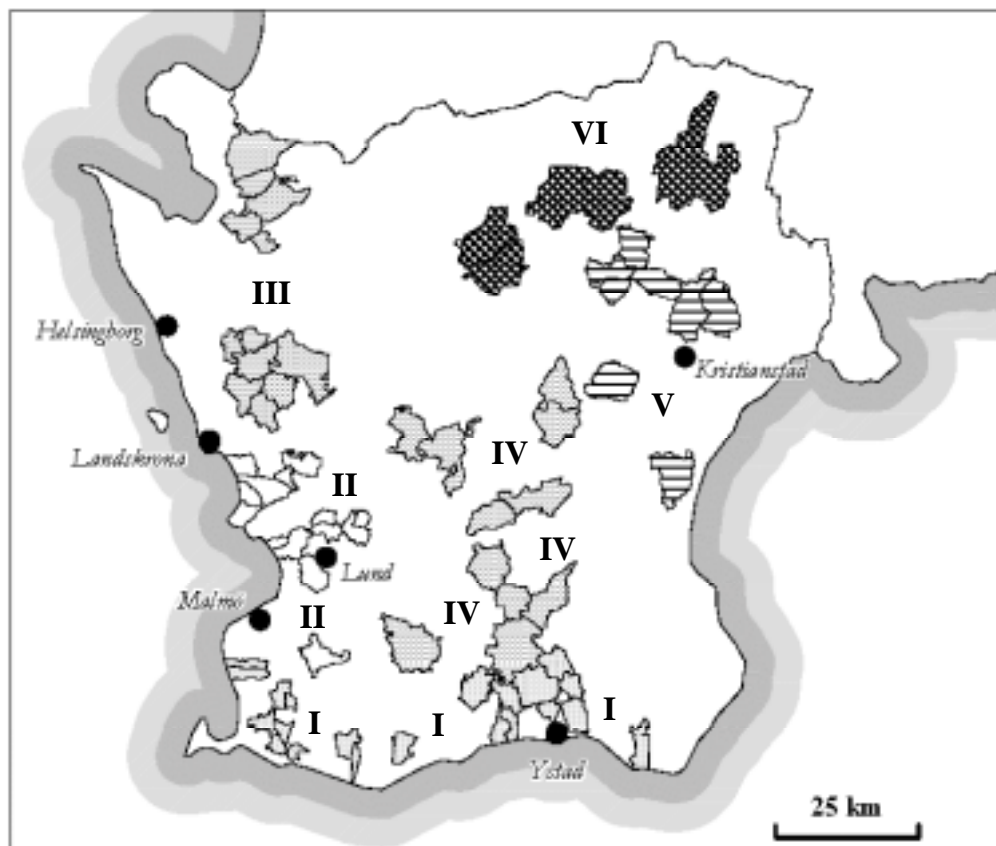 VI
III
Helsingborg
Kristianstad
V
Landskrona
IV
II
IV
Lund
Malmö
II
IV
I
I
I
Ystad
25 km